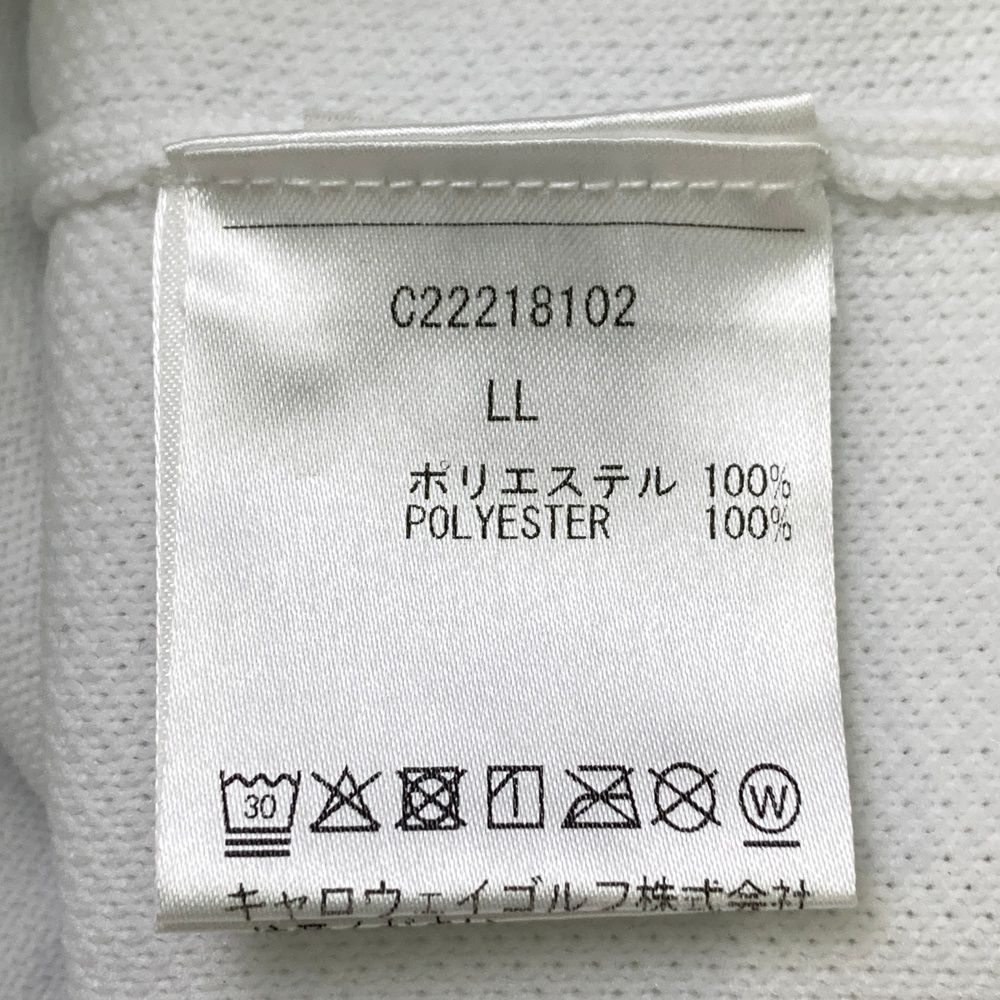 C22218102
LL
ポリエステル 100%
POLYESTER 100%
30 W
キャロウェイゴルフ株式会社